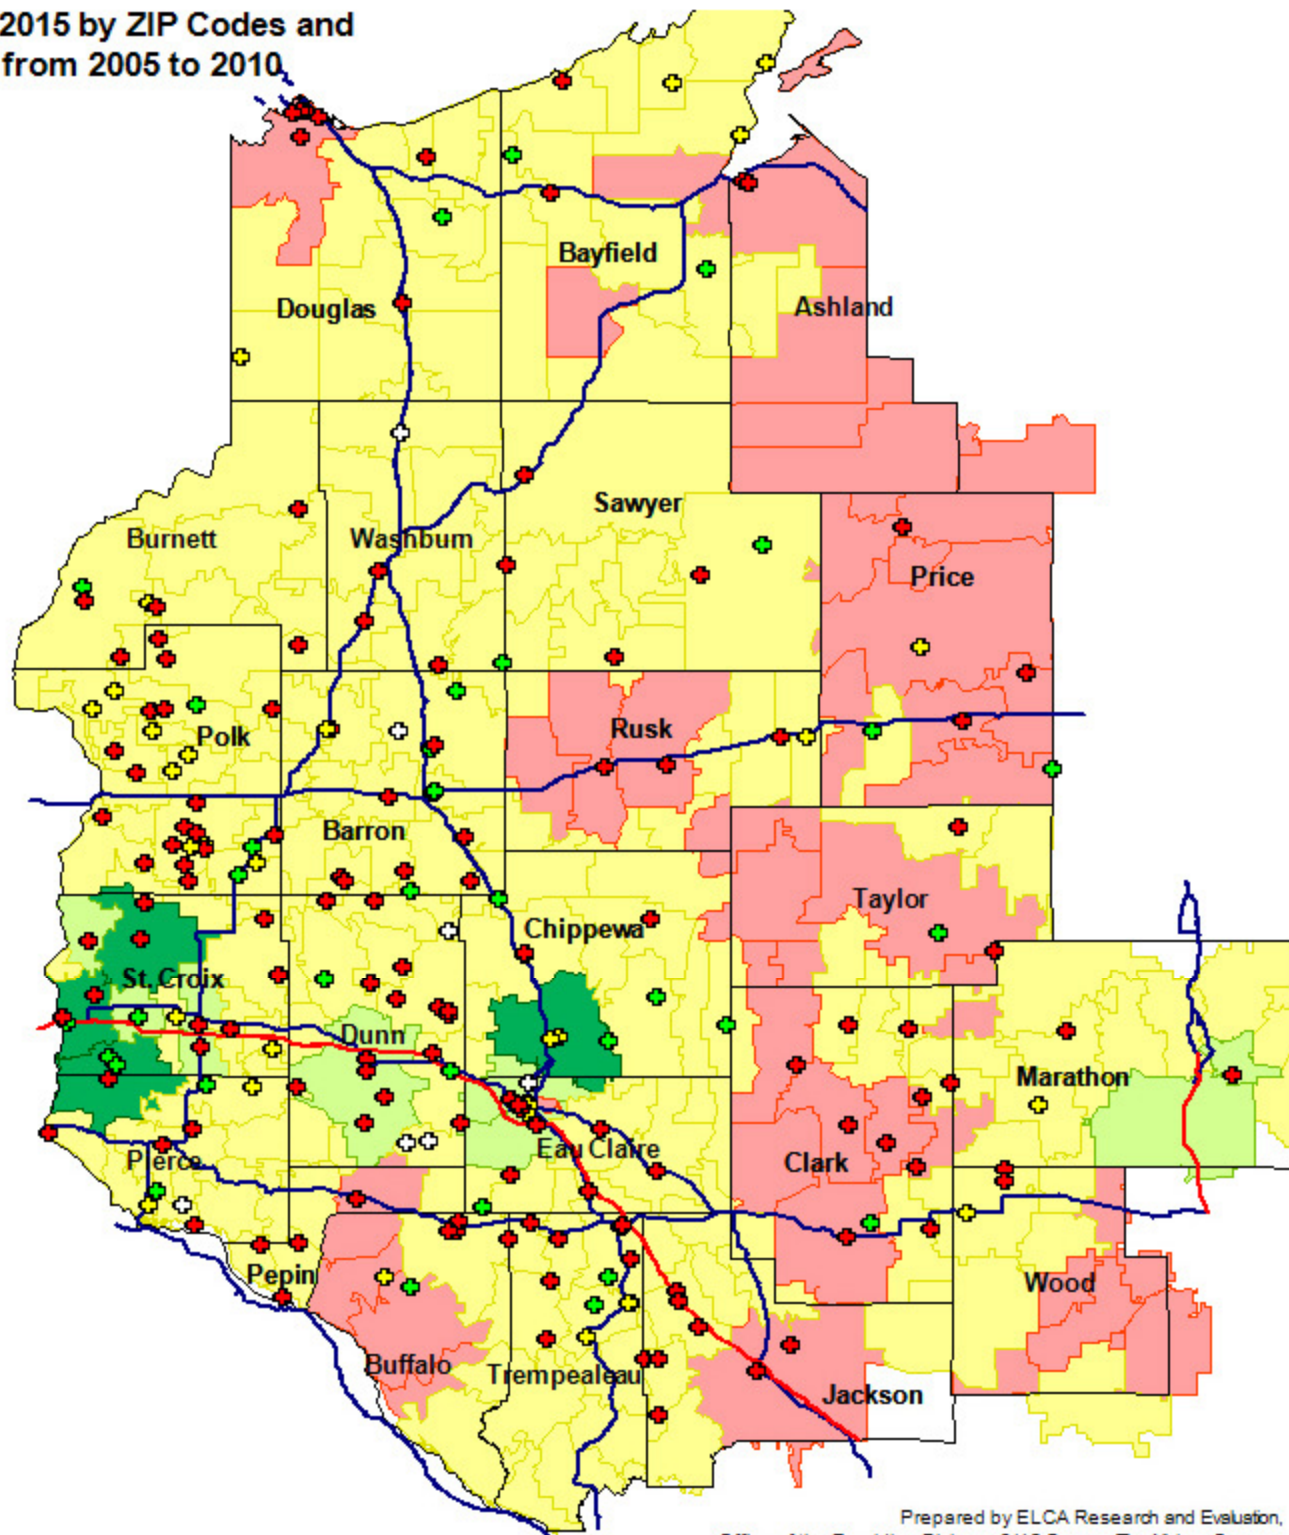 2015 by ZIP Codes and
from 2005 to 2010
Bayfield
Douglas
Ashland
Sawyer
Burnett
Washburn
Price
Rusk
Polk
Barron
Taylor
Chippewa
St. Croix
Dunn
Marathon
Eau Claire
Pierce
Clark
Pepin
Wood
Buffalo
Trempealeau
Jackson
Prepared by ELCA Research and Evaluation,